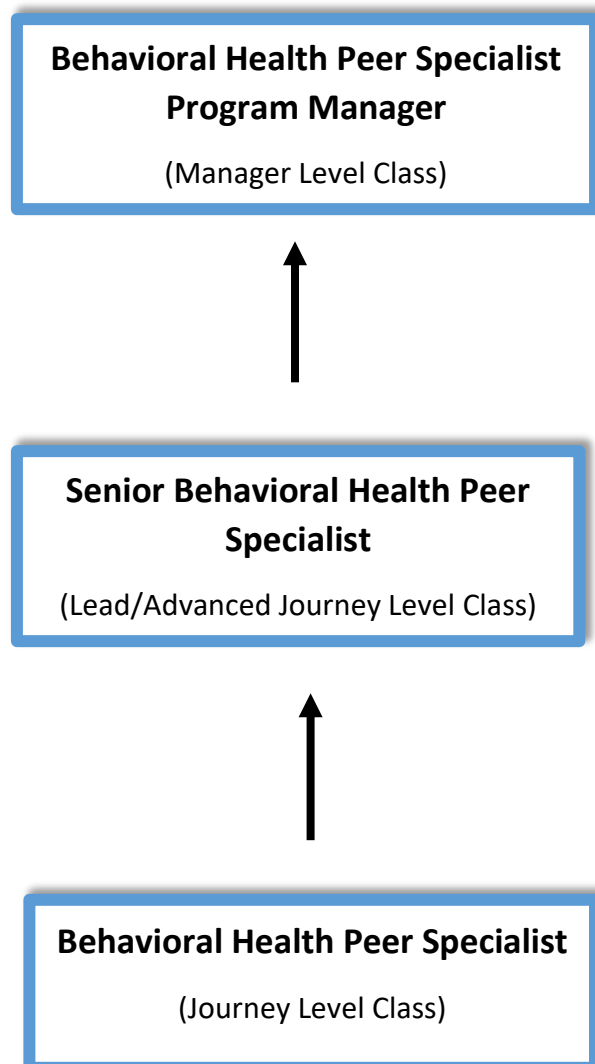 Behavioral Health Peer Specialist
Program Manager
(Manager Level Class)
Senior Behavioral Health Peer
Specialist
(Lead/Advanced Journey Level Class)
Behavioral Health Peer Specialist
(Journey Level Class)